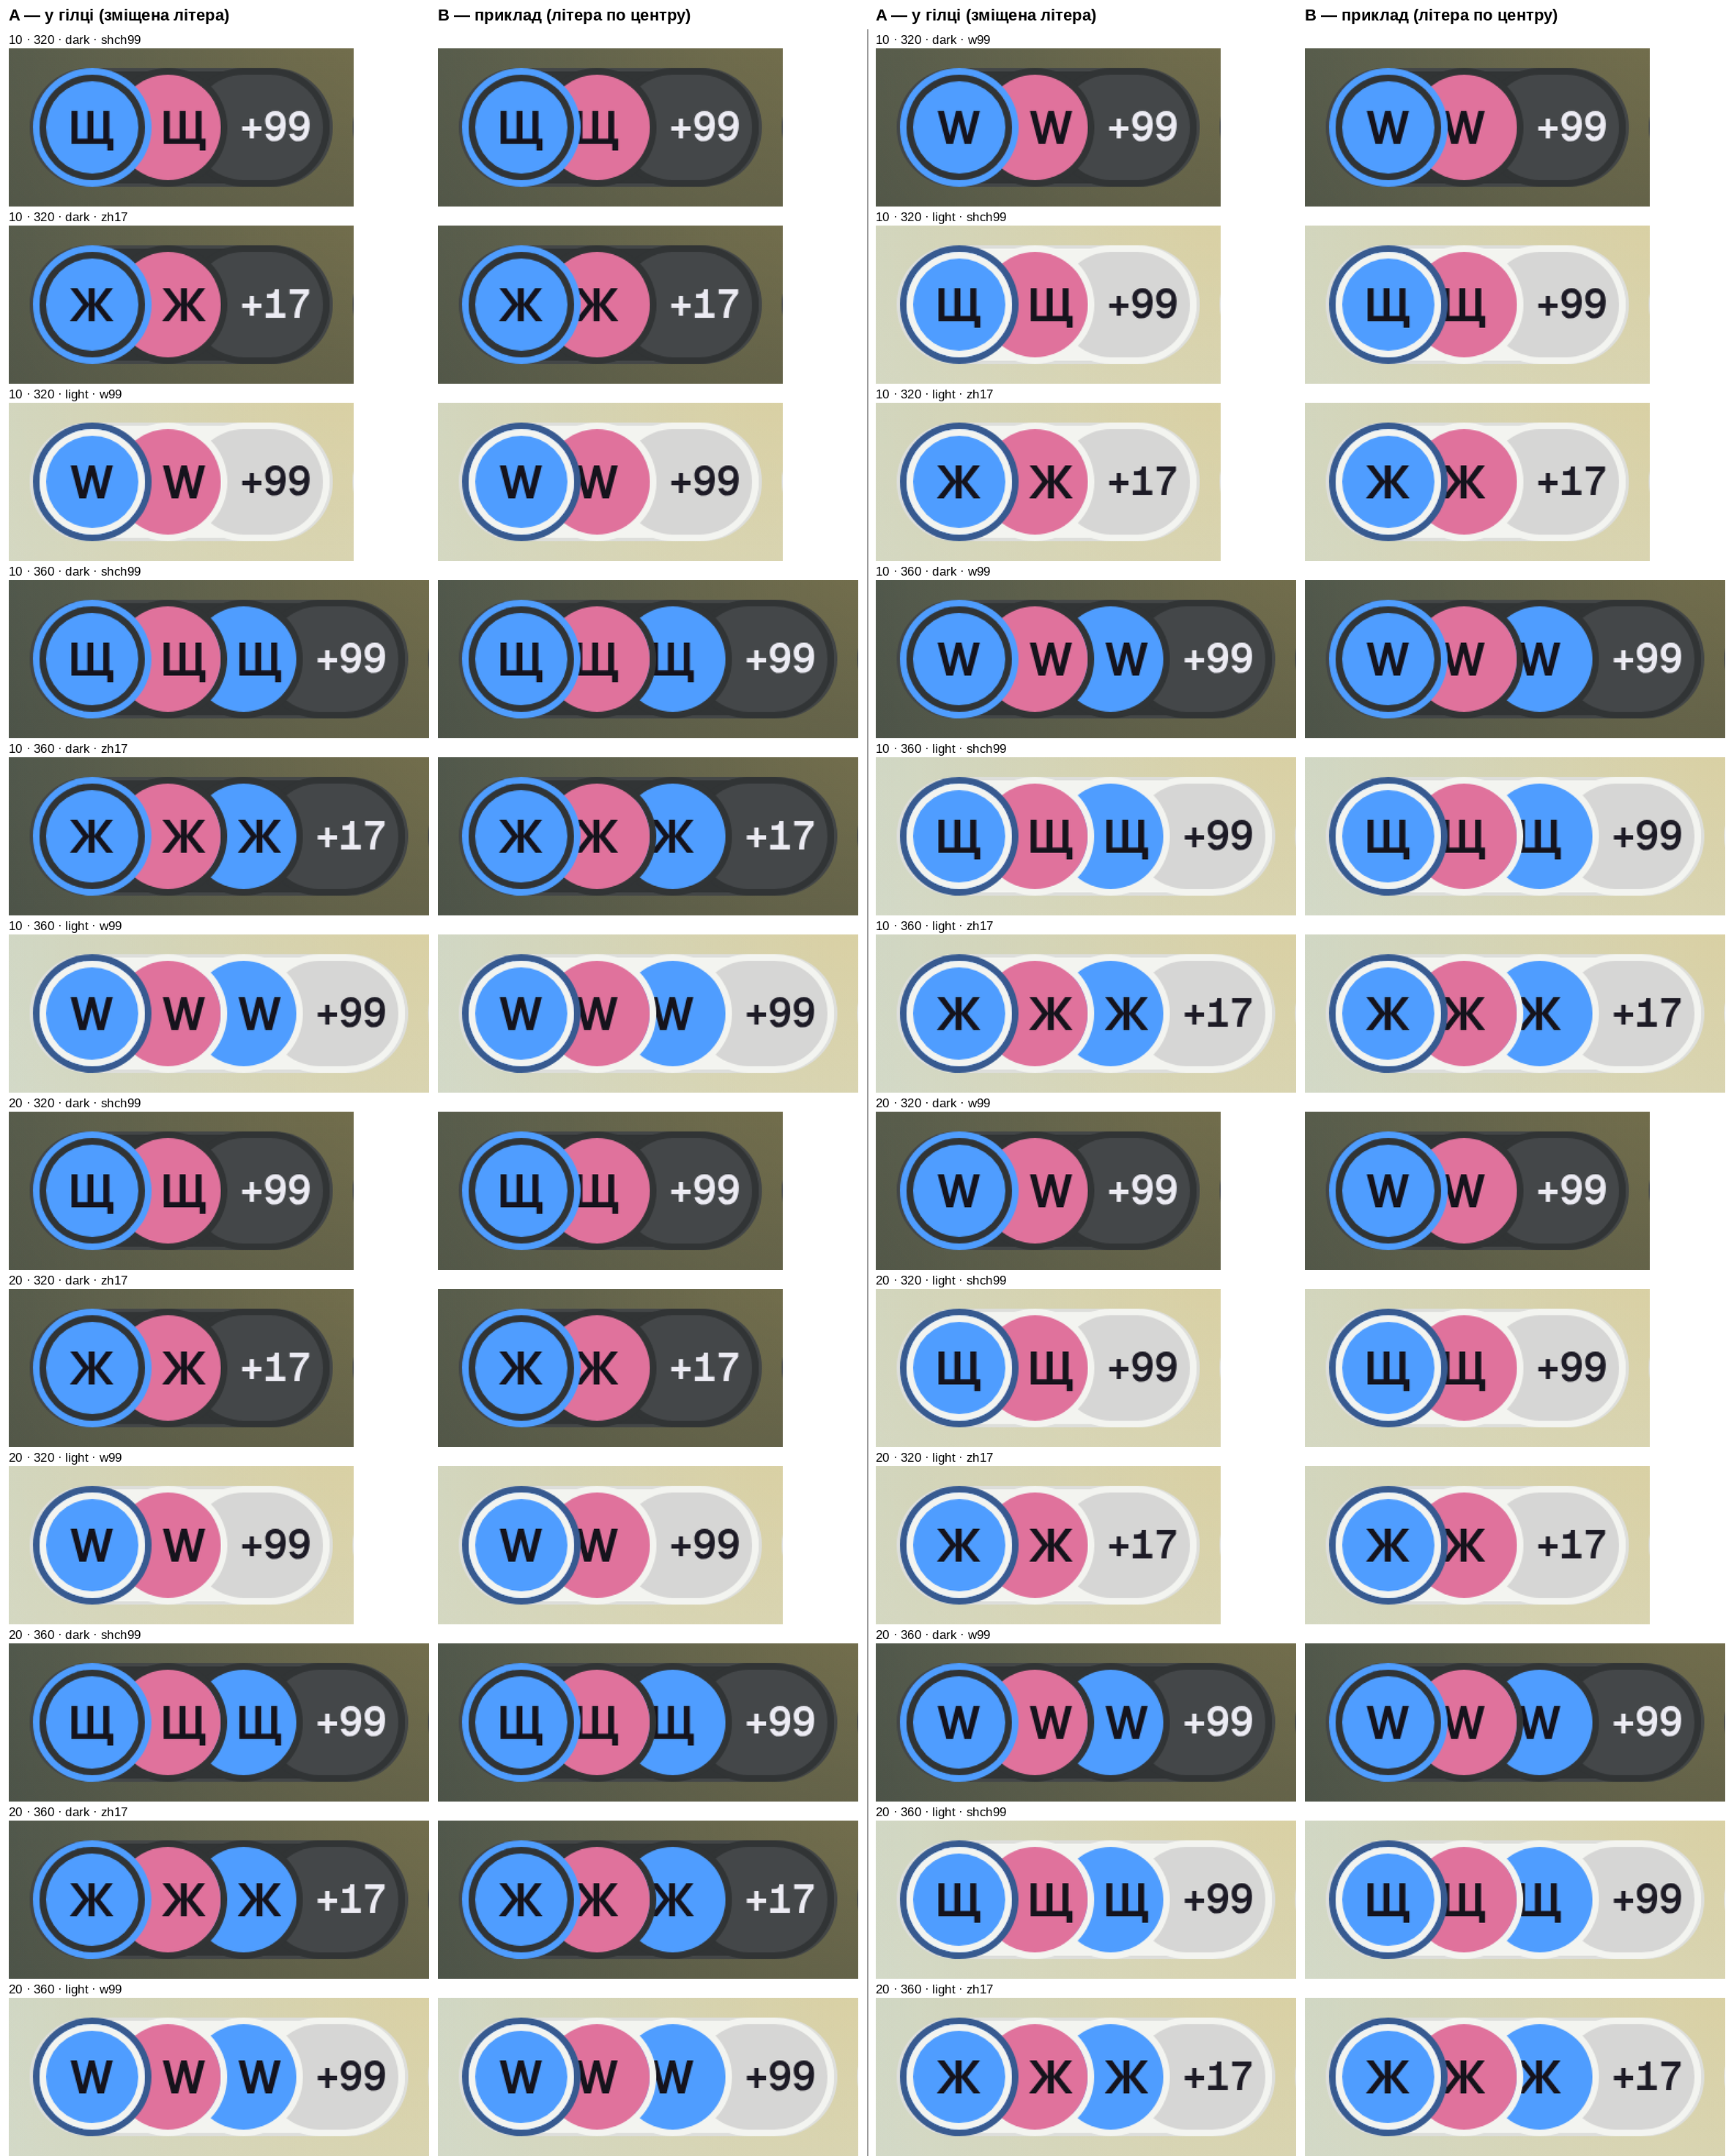 A — у гілці (зміщена літера) B — приклад (літера по центру) A — у гілці (зміщена літера) B — приклад (літера по центру)
10 · 320 · dark · shch99 10 · 320 · dark · w99
Щ Щ +99 Щ Щ +99 W W +99 W W +99
10 · 320 · dark · zh17 10 · 320 · light · shch99
Ж Ж +17 Ж Ж +17 Щ Щ +99 Щ Щ +99
10 · 320 · light · w99 10 · 320 · light · zh17
W W +99 W W +99 Ж Ж +17 Ж Ж +17
10 · 360 · dark · shch99 10 · 360 · dark · w99
Щ Щ Щ +99 Щ Щ Щ +99 W W W +99 W W W +99
10 · 360 · dark · zh17 10 · 360 · light · shch99
Ж Ж Ж +17 Ж Ж Ж +17 Щ Щ Щ +99 Щ Щ Щ +99
10 · 360 · light · w99 10 · 360 · light · zh17
W W W +99 W W W +99 Ж Ж Ж +17 Ж Ж Ж +17
20 · 320 · dark · shch99 20 · 320 · dark · w99
Щ Щ +99 Щ Щ +99 W W +99 W W +99
20 · 320 · dark · zh17 20 · 320 · light · shch99
Ж Ж +17 Ж Ж +17 Щ Щ +99 Щ Щ +99
20 · 320 · light · w99 20 · 320 · light · zh17
W W +99 W W +99 Ж Ж +17 Ж Ж +17
20 · 360 · dark · shch99 20 · 360 · dark · w99
Щ Щ Щ +99 Щ Щ Щ +99 W W W +99 W W W +99
20 · 360 · dark · zh17 20 · 360 · light · shch99
Ж Ж Ж +17 Ж Ж Ж +17 Щ Щ Щ +99 Щ Щ Щ +99
20 · 360 · light · w99 20 · 360 · light · zh17
W W W +99 W W W +99 Ж Ж Ж +17 Ж Ж Ж +17